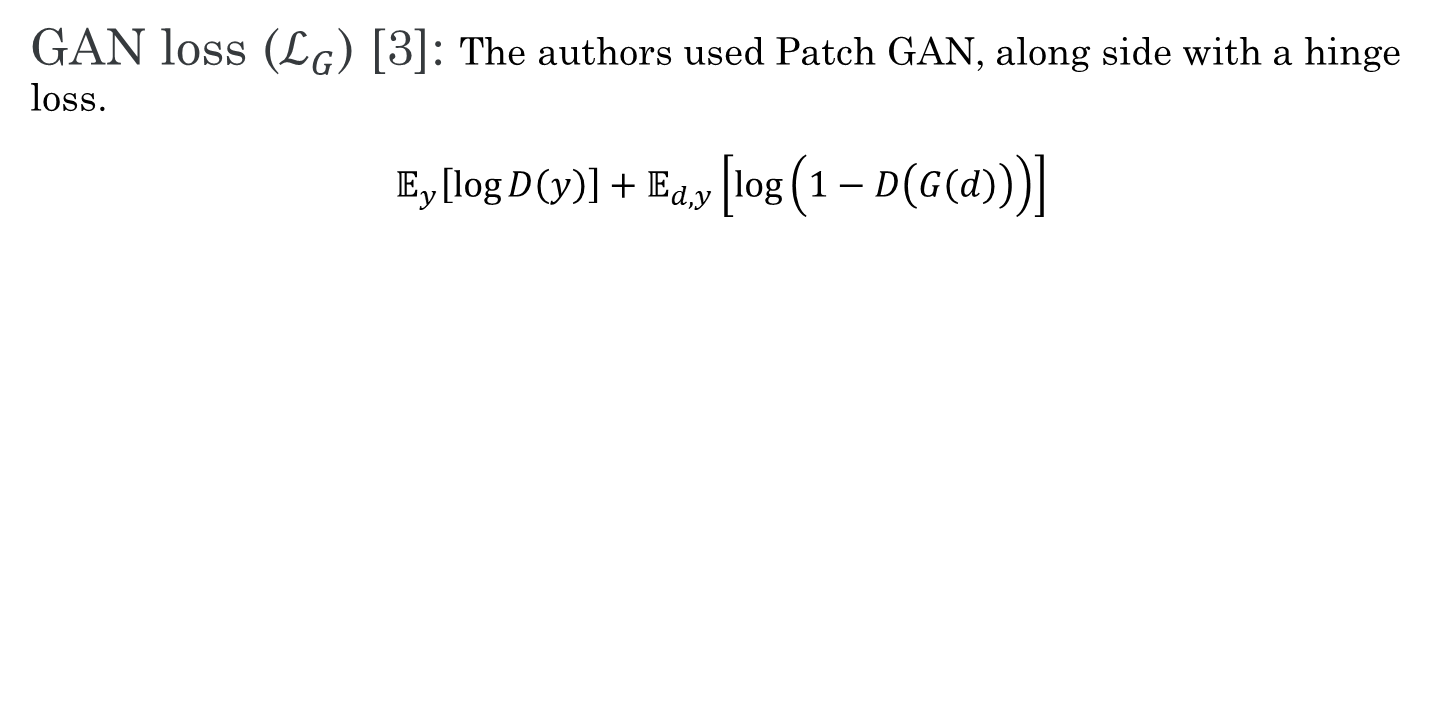 GAN loss (ℒ_G) [3]: The authors used Patch GAN, along side with a hinge
loss.
𝔼_y[log D(y)] + 𝔼_{d,y} [log(1 − D(G(d)))]